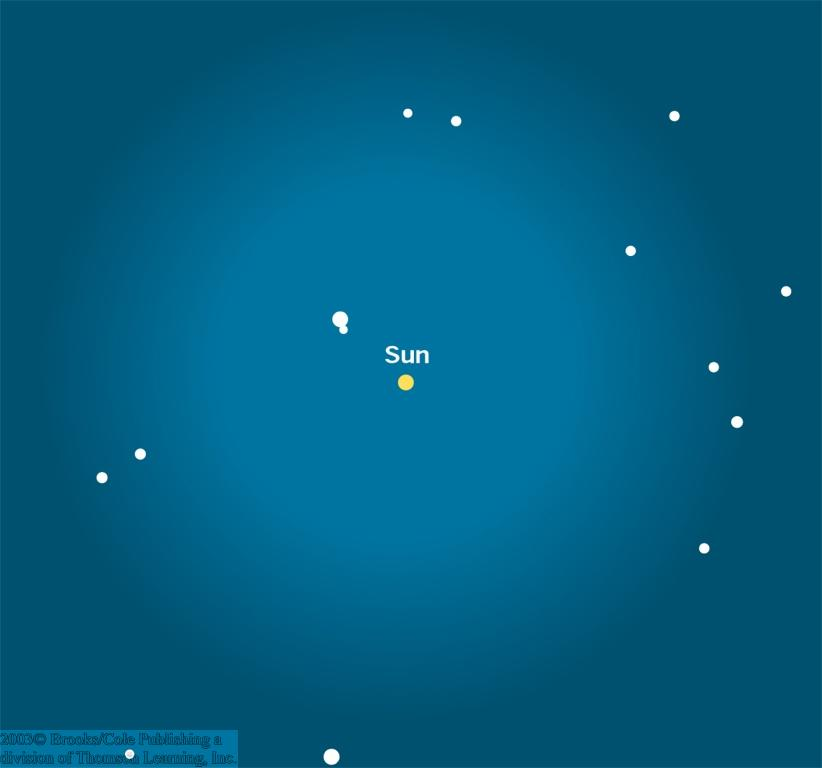 Sun
2003© Brooks/Cole Publishing a
division of Thomson Learning, Inc.